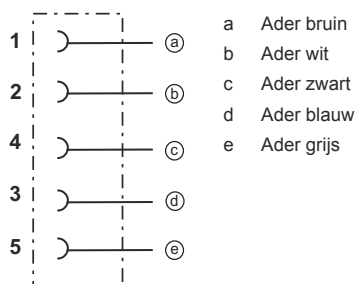 1 ⓐ
2 ⓑ
4 ⓒ
3 ⓓ
5 ⓔ
a Ader bruin
b Ader wit
c Ader zwart
d Ader blauw
e Ader grijs